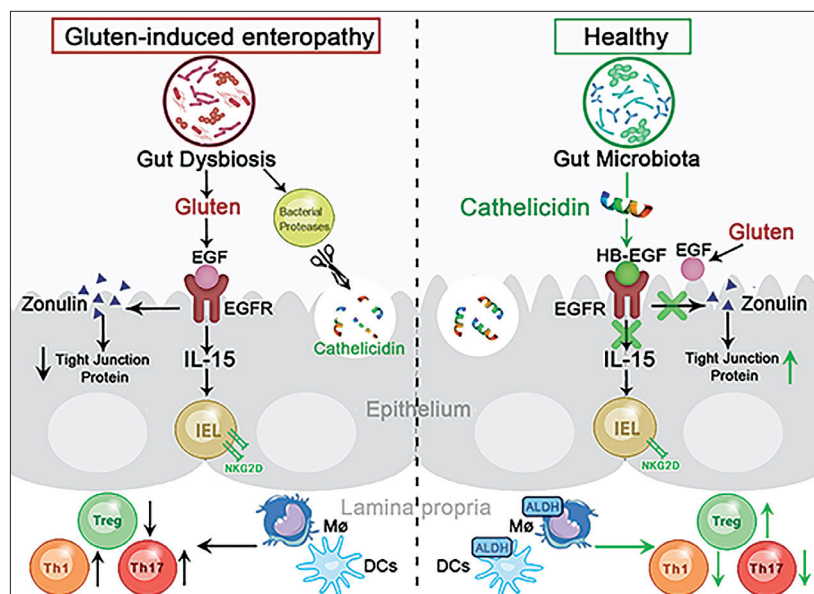 Gluten-induced enteropathy
Gut Dysbiosis
Gluten
Bacterial
Proteases
EGF
Zonulin
EGFR
Cathelicidin
Tight Junction
Protein
IL-15
IEL
NKG2D
Treg
Th1
Th17
Mø
DCs
Healthy
Gut Microbiota
Cathelicidin
Gluten
HB-EGF
EGF
EGFR
Zonulin
IL-15
Tight Junction
Protein
Epithelium
IEL
NKG2D
Lamina propria
ALDH
Mø
ALDH
DCs
Treg
Th1
Th17